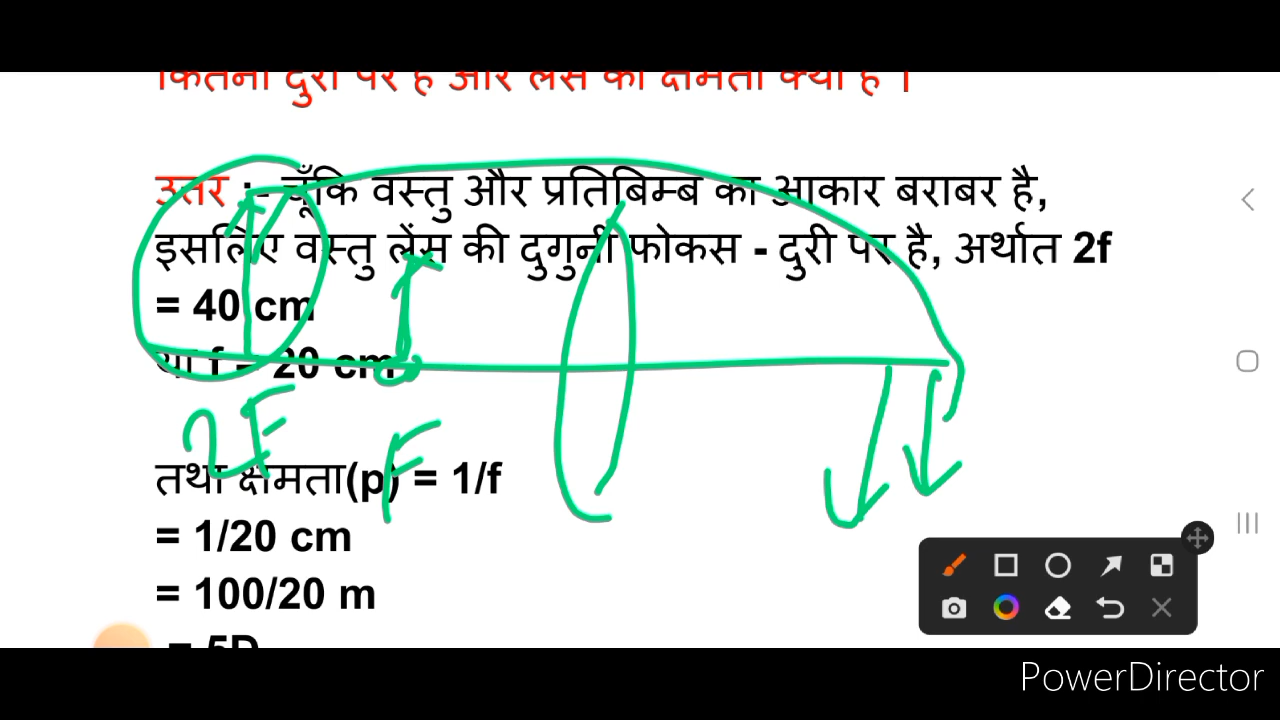 कितनी दुरी पर है और लेंस की क्षमता क्या है ।
उत्तर :- चूँकि वस्तु और प्रतिबिम्ब का आकार बराबर है,
इसलिए वस्तु लेंस की दुगुनी फोकस - दुरी पर है, अर्थात 2f
= 40 cm
या f = 20 cm
2F
F
तथा क्षमता(p) = 1/f
= 1/20 cm
= 100/20 m
= 5D
PowerDirector